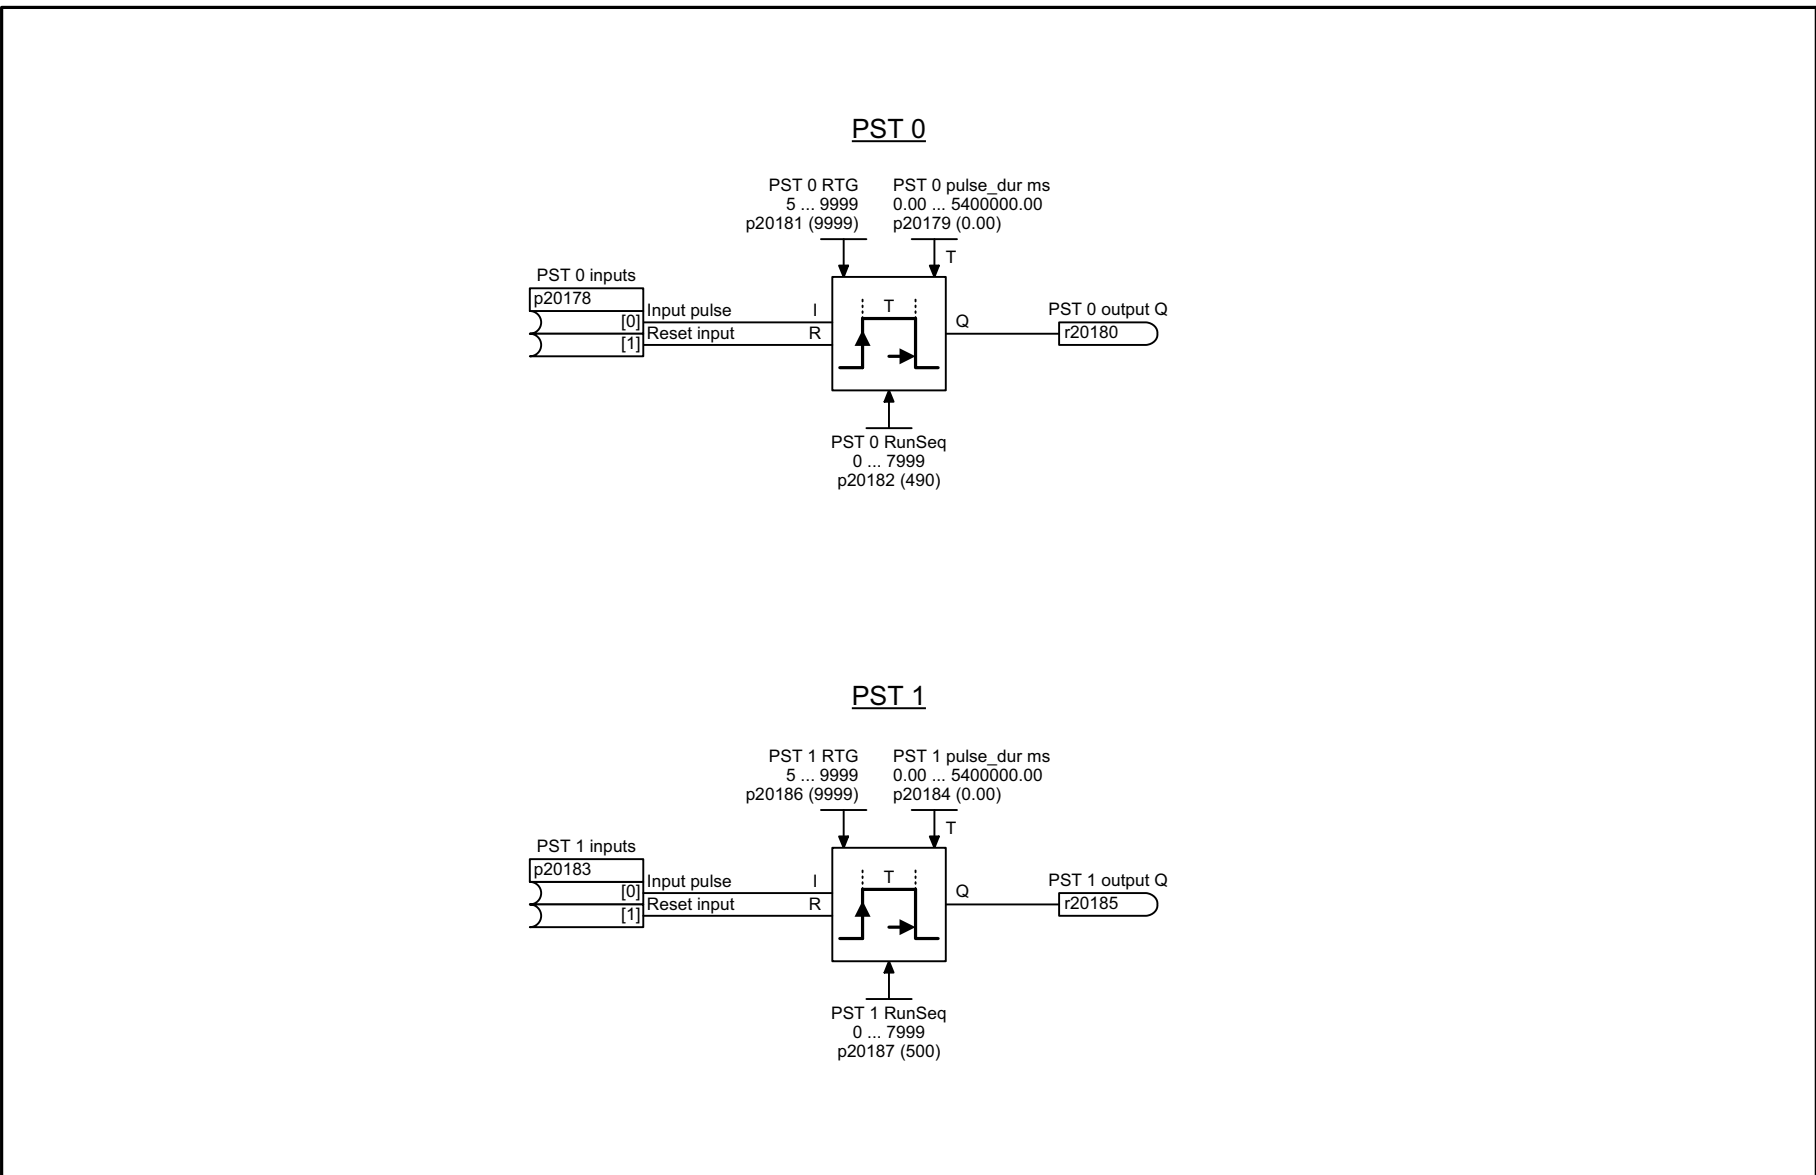 PST 0
PST 0 RTG
5 ... 9999
p20181 (9999)
PST 0 pulse_dur ms
0.00 ... 5400000.00
p20179 (0.00)
T
PST 0 inputs
p20178
[0]
[1]
Input pulse
Reset input
I
R
T
Q
PST 0 output Q
r20180
PST 0 RunSeq
0 ... 7999
p20182 (490)
PST 1
PST 1 RTG
5 ... 9999
p20186 (9999)
PST 1 pulse_dur ms
0.00 ... 5400000.00
p20184 (0.00)
T
PST 1 inputs
p20183
[0]
[1]
Input pulse
Reset input
I
R
T
Q
PST 1 output Q
r20185
PST 1 RunSeq
0 ... 7999
p20187 (500)